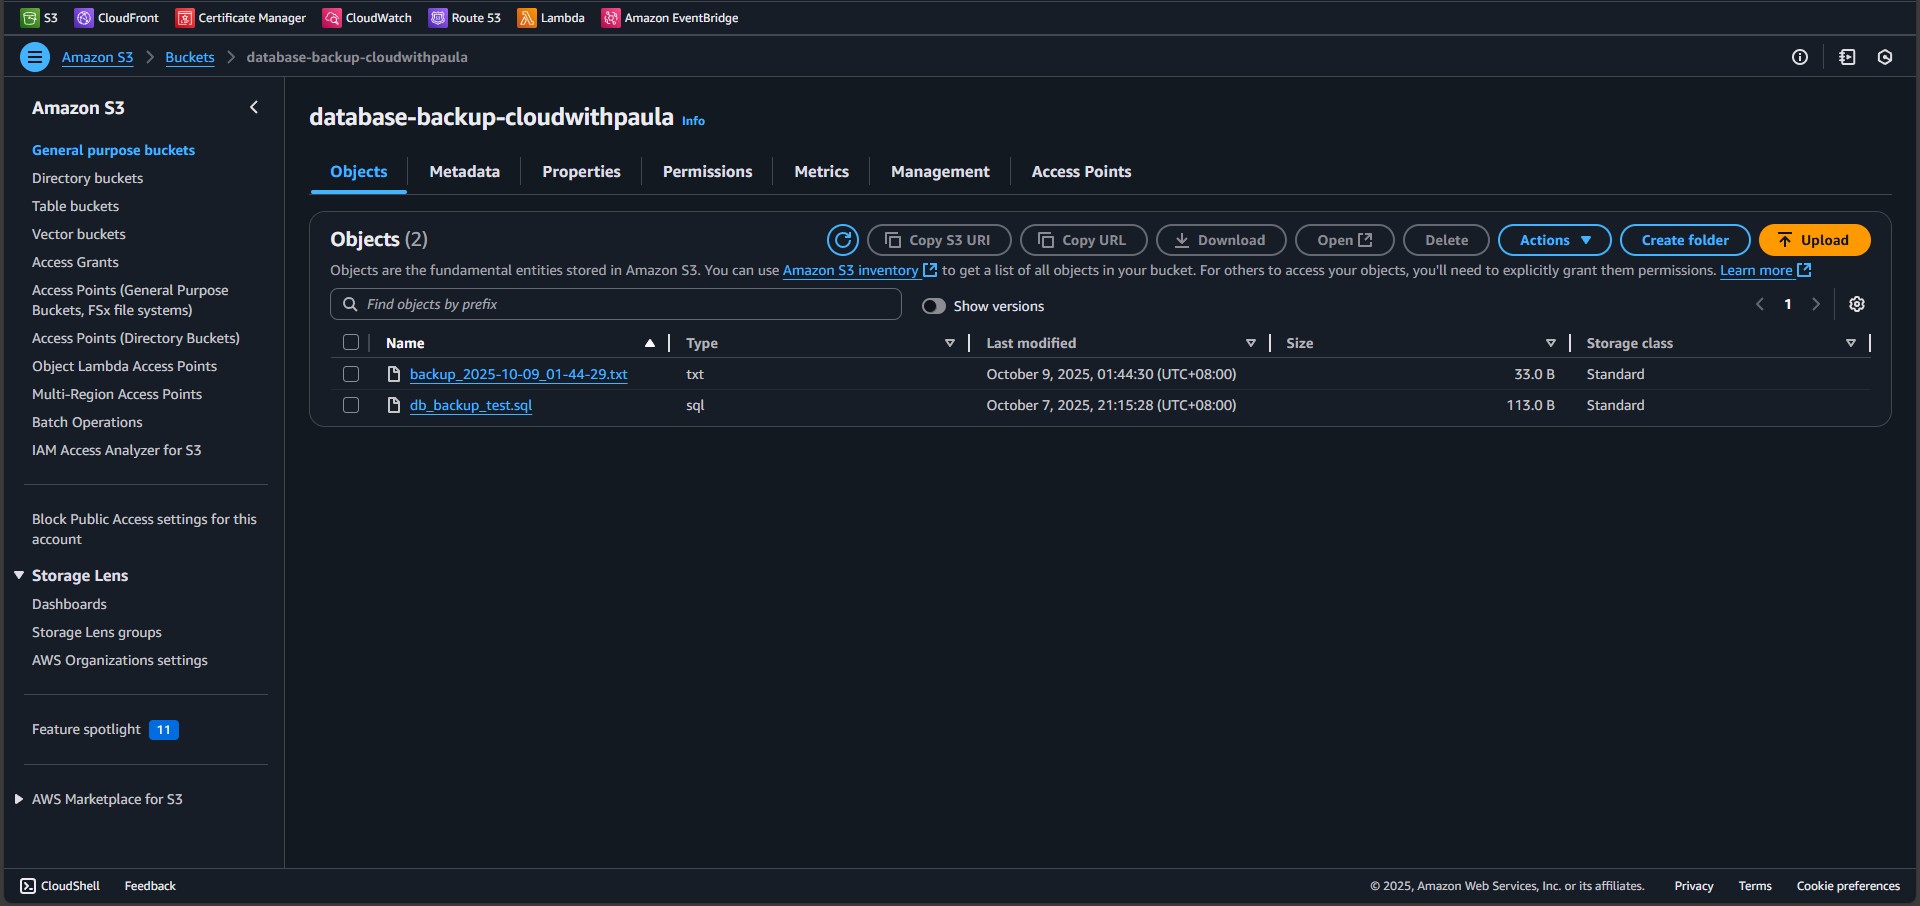 S3 CloudFront Certificate Manager CloudWatch Route 53 Lambda Amazon EventBridge
Amazon S3 Buckets database-backup-cloudwithpaula
Amazon S3
General purpose buckets
Directory buckets
Table buckets
Vector buckets
Access Grants
Access Points (General Purpose
Buckets, FSx file systems)
Access Points (Directory Buckets)
Object Lambda Access Points
Multi-Region Access Points
Batch Operations
IAM Access Analyzer for S3
Block Public Access settings for this
account
Storage Lens
Dashboards
Storage Lens groups
AWS Organizations settings
Feature spotlight 11
AWS Marketplace for S3
database-backup-cloudwithpaula Info
Objects Metadata Properties Permissions Metrics Management Access Points
Objects (2) Copy S3 URI Copy URL Download Open Delete Actions Create folder Upload
Objects are the fundamental entities stored in Amazon S3. You can use Amazon S3 inventory to get a list of all objects in your bucket. For others to access your objects, you'll need to explicitly grant them permissions. Learn more
Find objects by prefix Show versions 1
Name Type Last modified Size Storage class
backup_2025-10-09_01-44-29.txt txt October 9, 2025, 01:44:30 (UTC+08:00) 33.0 B Standard
db_backup_test.sql sql October 7, 2025, 21:15:28 (UTC+08:00) 113.0 B Standard
CloudShell Feedback © 2025, Amazon Web Services, Inc. or its affiliates. Privacy Terms Cookie preferences